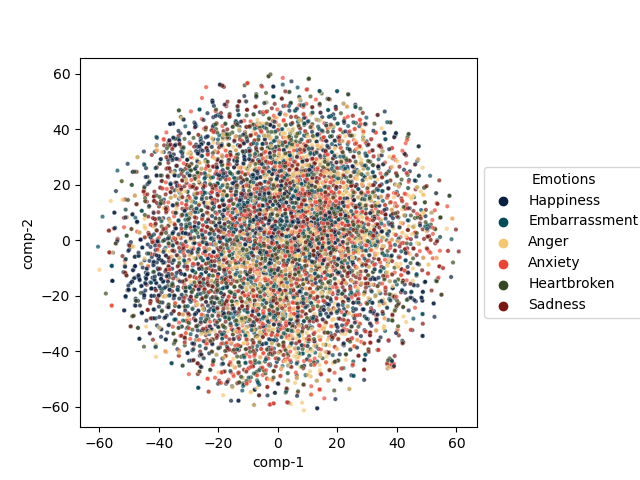 60
40
20
0
−20
−40
−60
−60 −40 −20 0 20 40 60
comp-1
comp-2
Emotions
Happiness
Embarrassment
Anger
Anxiety
Heartbroken
Sadness